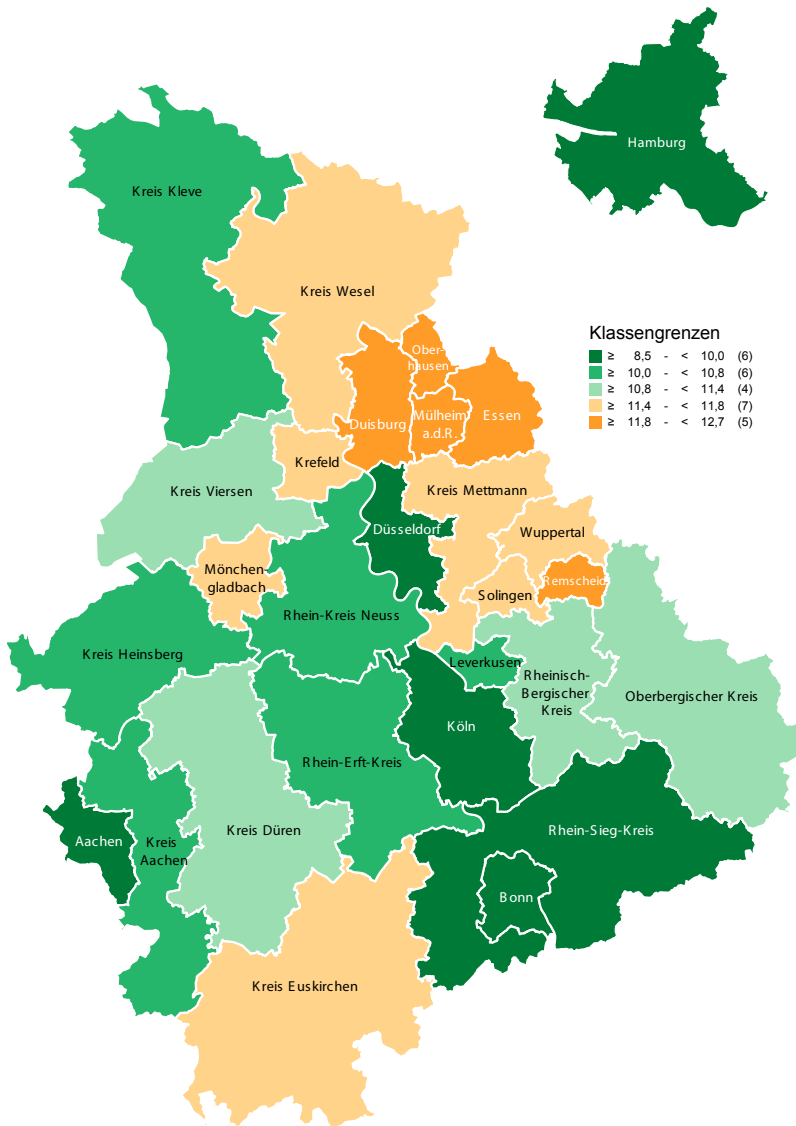 Hamburg
Kreis Kleve
Kreis Wesel
Klassengrenzen
≥ 8,5 - < 10,0 (6)
≥ 10,0 - < 10,8 (6)
≥ 10,8 - < 11,4 (4)
≥ 11,4 - < 11,8 (7)
≥ 11,8 - < 12,7 (5)
Ober-
hausen
Duisburg
Mülheim
a.d.R.
Essen
Krefeld
Kreis Viersen
Kreis Mettmann
Düsseldorf
Wuppertal
Mönchen-
gladbach
Remscheid
Solingen
Rhein-Kreis Neuss
Kreis Heinsberg
Leverkusen
Rheinisch-
Bergischer
Kreis
Oberbergischer Kreis
Köln
Rhein-Erft-Kreis
Kreis Düren
Rhein-Sieg-Kreis
Aachen
Kreis
Aachen
Bonn
Kreis Euskirchen